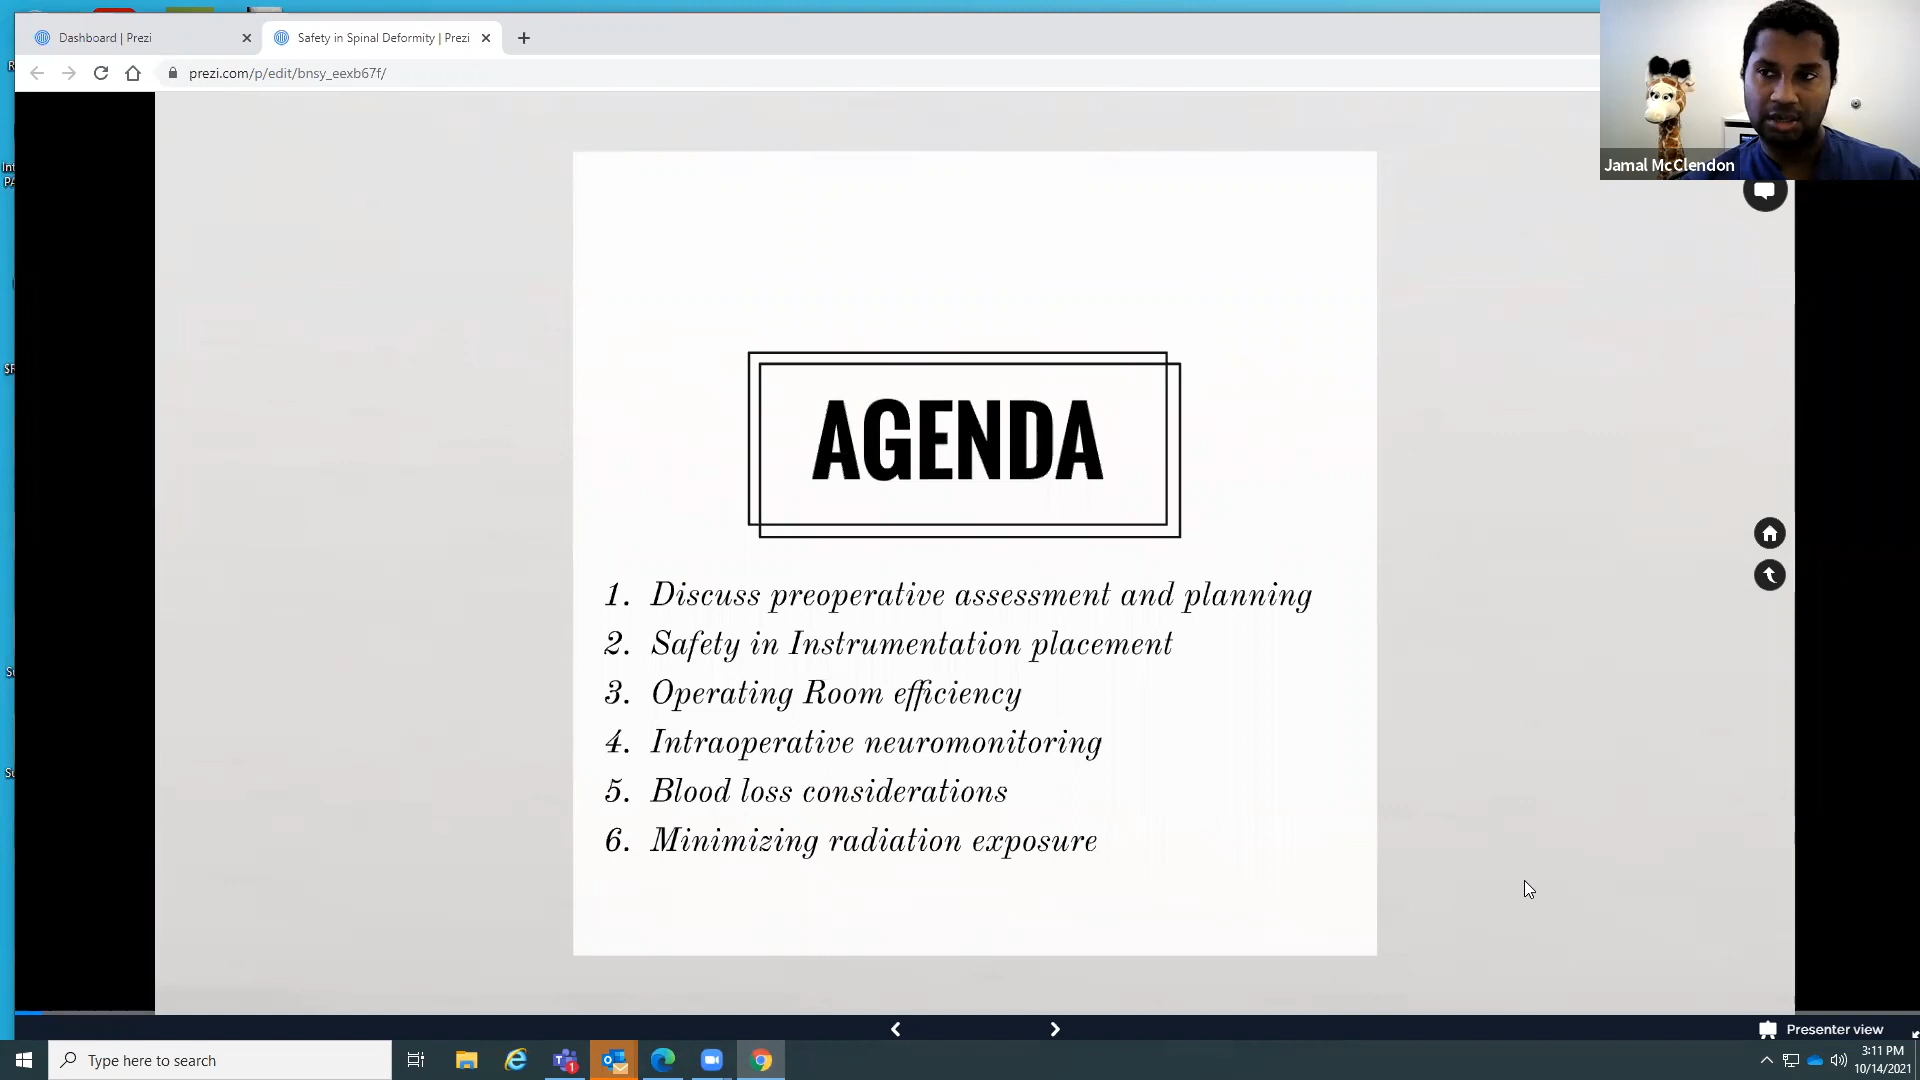 Dashboard | Prezi
Safety in Spinal Deformity | Prezi
prezi.com/p/edit/bnsy_eexb67f/
Jamal McClendon
AGENDA
1. Discuss preoperative assessment and planning
2. Safety in Instrumentation placement
3. Operating Room efficiency
4. Intraoperative neuromonitoring
5. Blood loss considerations
6. Minimizing radiation exposure
Presenter view
Type here to search
1
3:11 PM
10/14/2021